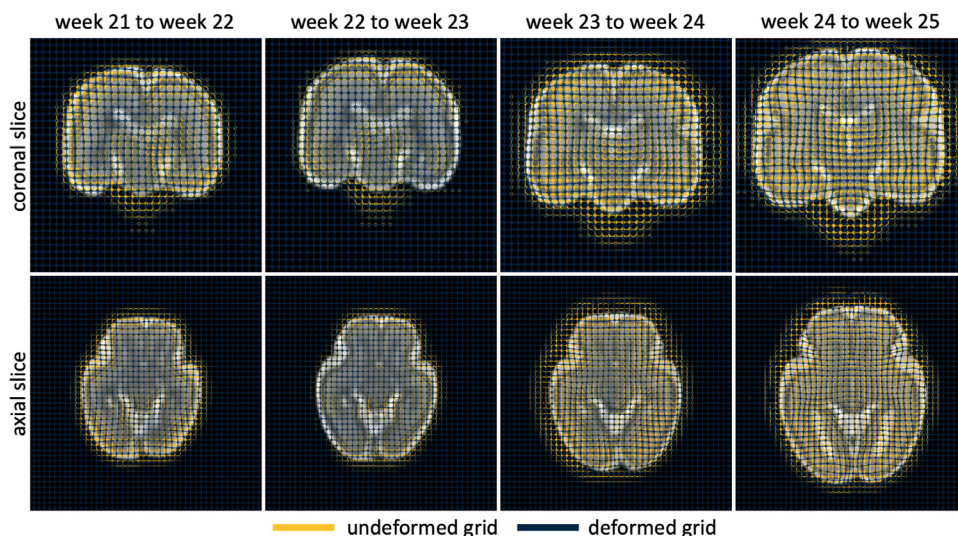 week 21 to week 22
week 22 to week 23
week 23 to week 24
week 24 to week 25
coronal slice
axial slice
undeformed grid
deformed grid